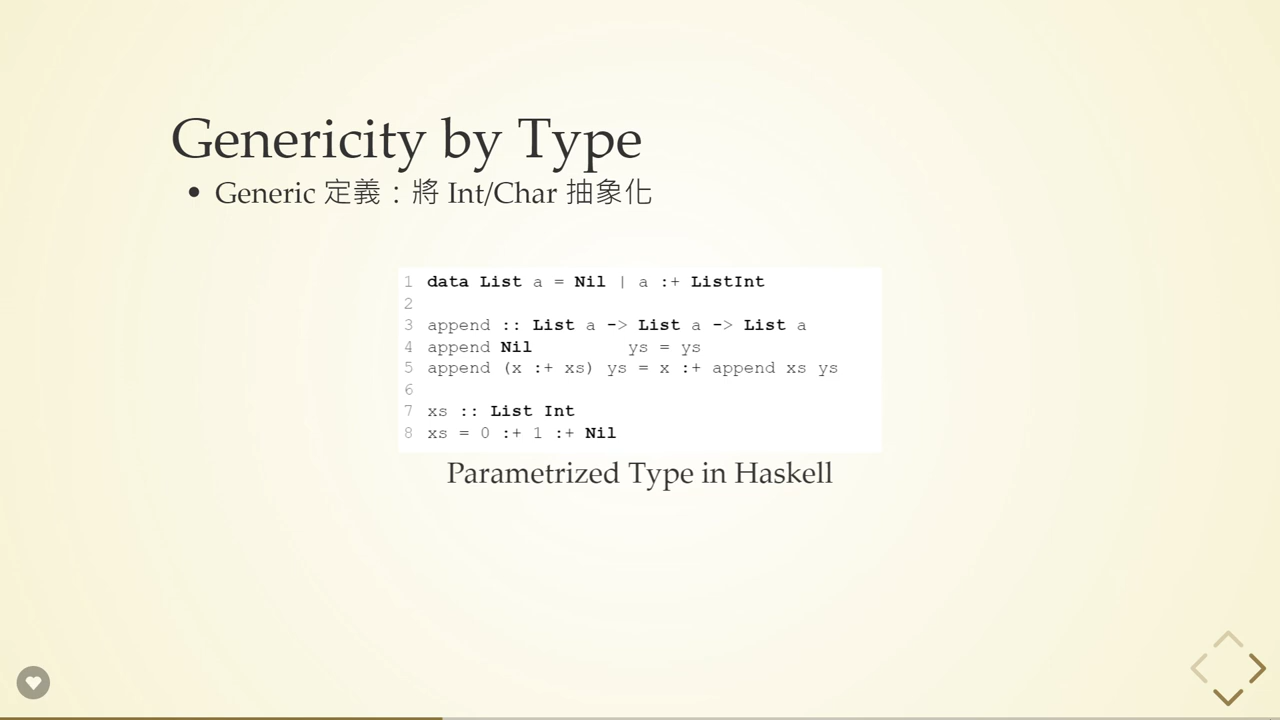 Genericity by Type
• Generic 定義：將 Int/Char 抽象化
1 data List a = Nil | a :+ ListInt
2
3 append :: List a -> List a -> List a
4 append Nil         ys = ys
5 append (x :+ xs) ys = x :+ append xs ys
6
7 xs :: List Int
8 xs = 0 :+ 1 :+ Nil
Parametrized Type in Haskell